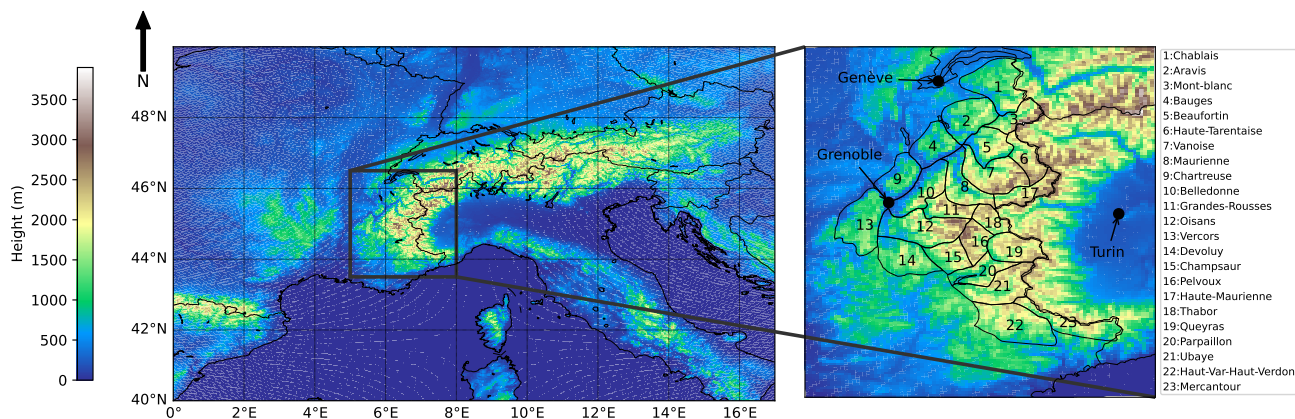 Height (m)
3500
3000
2500
2000
1500
1000
500
0
N
48°N
46°N
44°N
42°N
40°N
0°
2°E
4°E
6°E
8°E
10°E
12°E
14°E
16°E
Genève
Grenoble
Turin
1
2
3
4
5
6
7
8
9
10
17
11
13
12
18
16
14
15
19
20
21
22
23
1:Chablais
2:Aravis
3:Mont-blanc
4:Bauges
5:Beaufortin
6:Haute-Tarentaise
7:Vanoise
8:Maurienne
9:Chartreuse
10:Belledonne
11:Grandes-Rousses
12:Oisans
13:Vercors
14:Devoluy
15:Champsaur
16:Pelvoux
17:Haute-Maurienne
18:Thabor
19:Queyras
20:Parpaillon
21:Ubaye
22:Haut-Var-Haut-Verdon
23:Mercantour